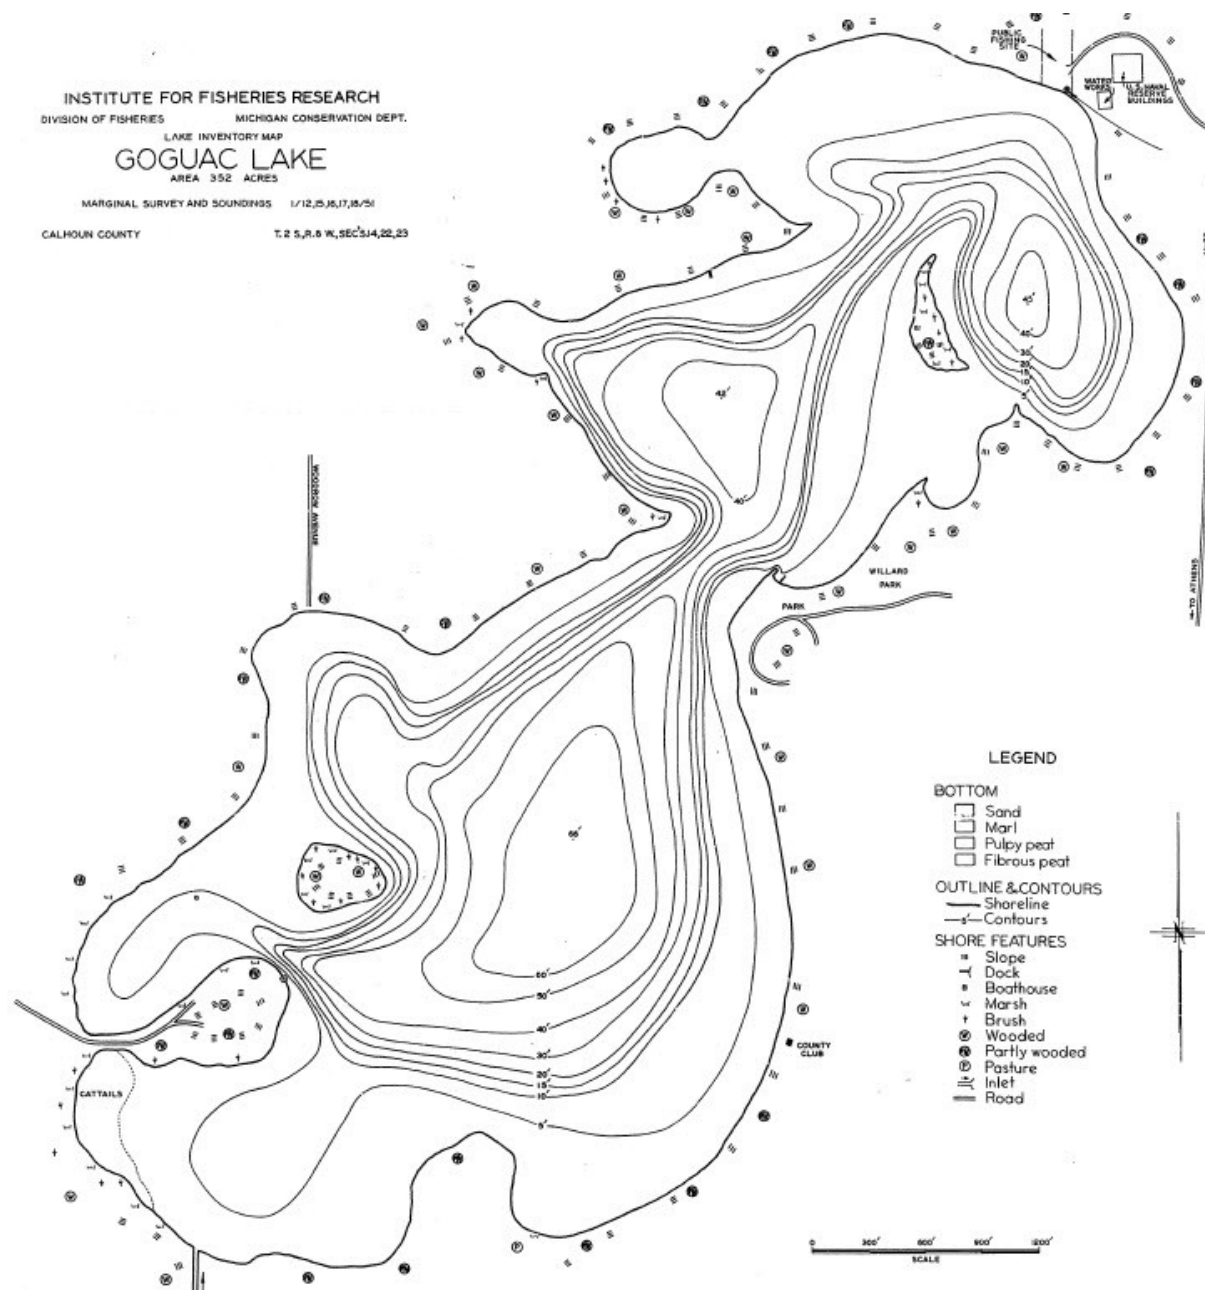 INSTITUTE FOR FISHERIES RESEARCH
DIVISION OF FISHERIES MICHIGAN CONSERVATION DEPT.
LAKE INVENTORY MAP
GOGUAC LAKE
AREA 352 ACRES
MARGINAL SURVEY AND SOUNDINGS 1/12,15,16,17,18/51
CALHOUN COUNTY T. 2 S., R. 8 W., SEC'S 14,22,23
PUBLIC
FISHING
SITE
WATER
WORKS
U. S. NAVAL
RESERVE
BUILDINGS
40'
30'
20'
15'
10'
5'
42'
40'
WOODROW AVENUE
WILLARD
PARK
PARK
TO ATHENS
66'
60'
50'
40'
30'
20'
15'
10'
5'
COUNTY
CLUB
CATTAILS
LEGEND
BOTTOM
Sand
Marl
Pulpy peat
Fibrous peat
OUTLINE & CONTOURS
Shoreline
5' Contours
SHORE FEATURES
Slope
Dock
Boathouse
Marsh
Brush
W Wooded
PW Partly wooded
P Pasture
Inlet
Road
N
0 300' 600' 900' 1200'
SCALE